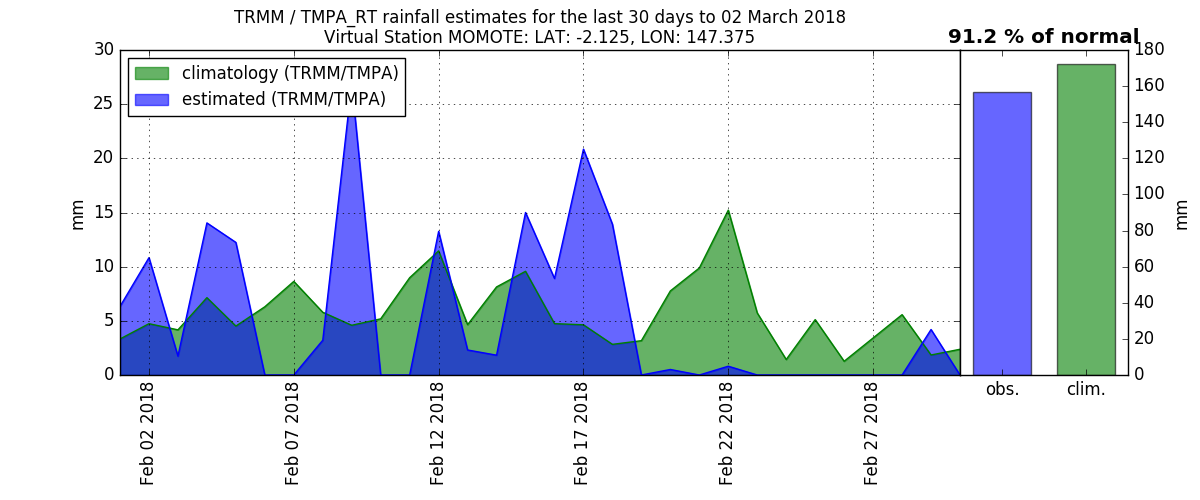 TRMM / TMPA_RT rainfall estimates for the last 30 days to 02 March 2018
Virtual Station MOMOTE: LAT: -2.125, LON: 147.375
91.2 % of normal
climatology (TRMM/TMPA)
estimated (TRMM/TMPA)
mm
30
25
20
15
10
5
0
Feb 02 2018
Feb 07 2018
Feb 12 2018
Feb 17 2018
Feb 22 2018
Feb 27 2018
180
160
140
120
100
80
60
40
20
0
mm
obs.
clim.